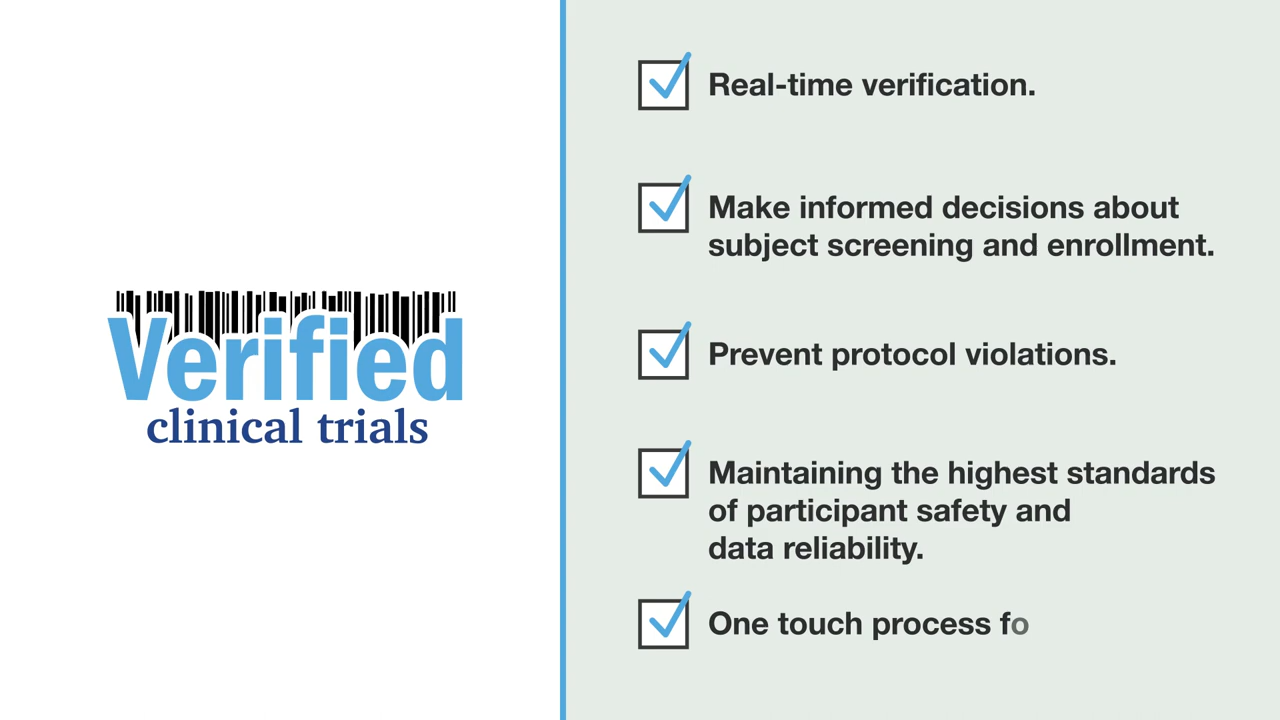 Verified
clinical trials
Real-time verification.
Make informed decisions about
subject screening and enrollment.
Prevent protocol violations.
Maintaining the highest standards
of participant safety and
data reliability.
One touch process fo